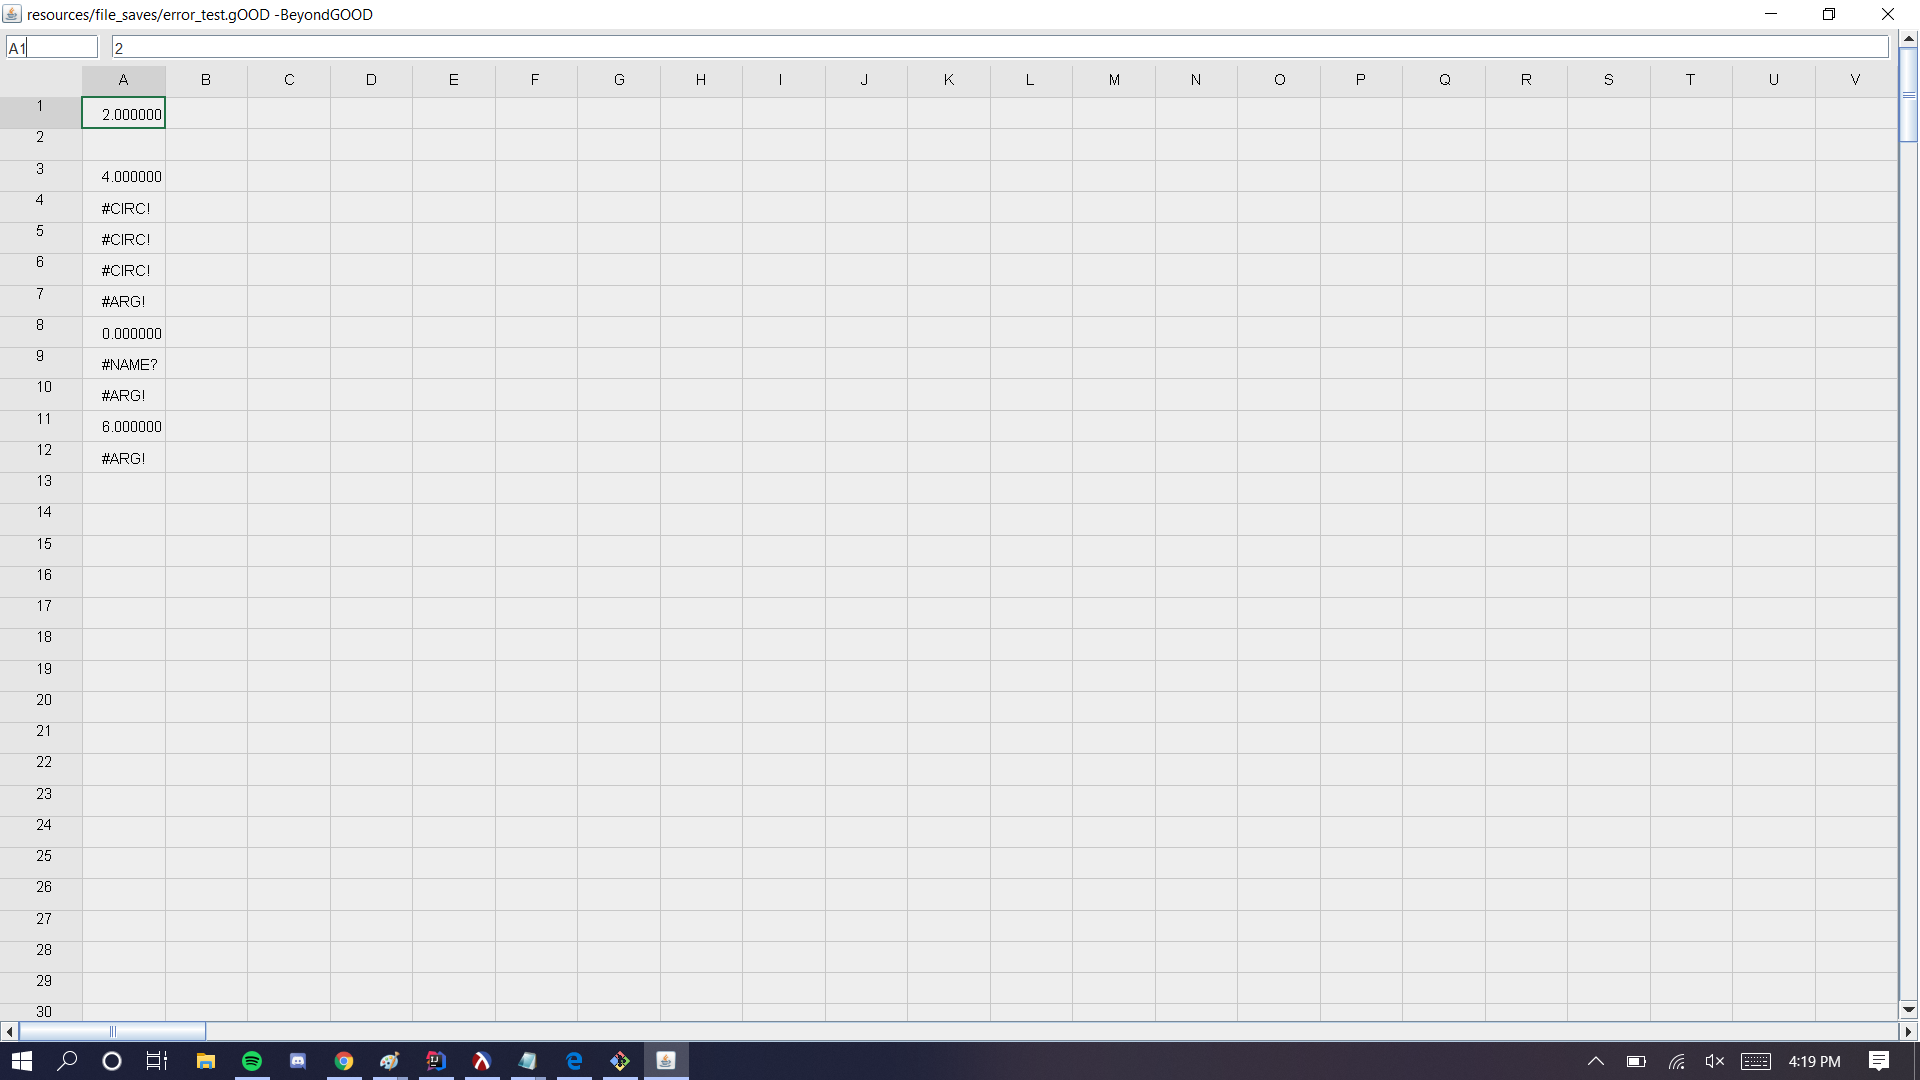 resources/file_saves/error_test.gOOD -BeyondGOOD
A1 2
A B C D E F G H I J K L M N O P Q R S T U V
1 2.000000
2
3 4.000000
4 #CIRC!
5 #CIRC!
6 #CIRC!
7 #ARG!
8 0.000000
9 #NAME?
10 #ARG!
11 6.000000
12 #ARG!
13
14
15
16
17
18
19
20
21
22
23
24
25
26
27
28
29
30
4:19 PM